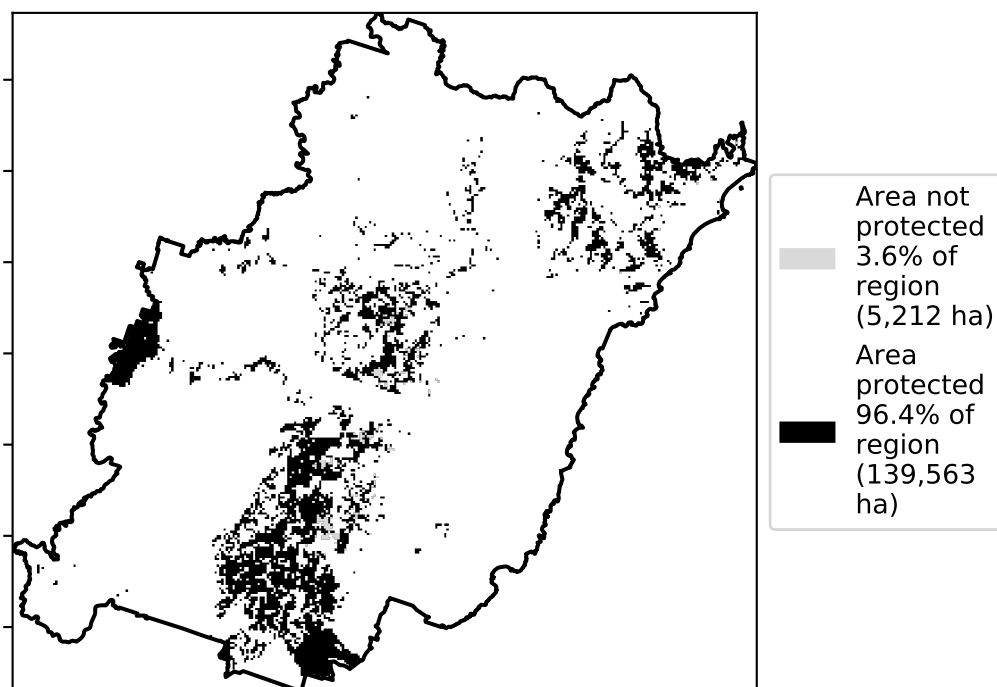 Area not
protected
3.6% of
region
(5,212 ha)
Area
protected
96.4% of
region
(139,563
ha)